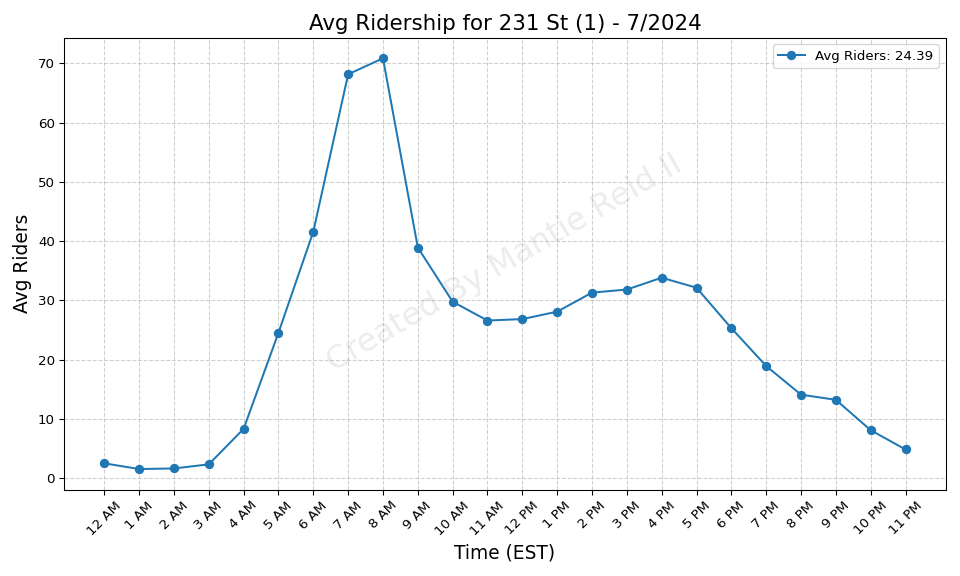 Avg Ridership for 231 St (1) - 7/2024
Avg Riders: 24.39
Avg Riders
70
60
50
40
30
20
10
0
Created By Mantie Reid II
12 AM
1 AM
2 AM
3 AM
4 AM
5 AM
6 AM
7 AM
8 AM
9 AM
10 AM
11 AM
12 PM
1 PM
2 PM
3 PM
4 PM
5 PM
6 PM
7 PM
8 PM
9 PM
10 PM
11 PM
Time (EST)